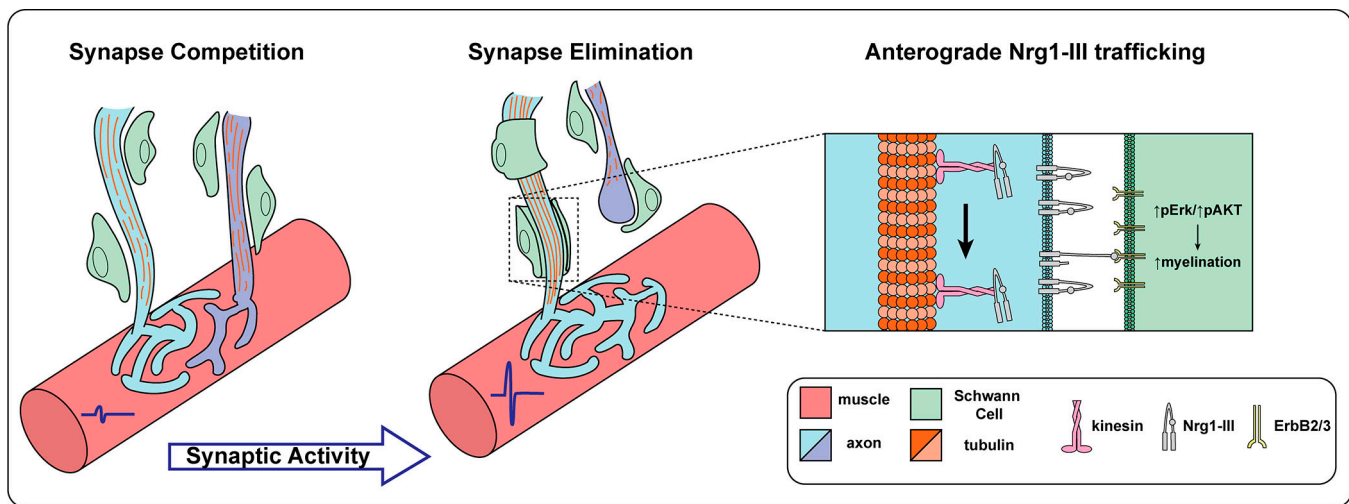 Synapse Competition
Synapse Elimination
Anterograde Nrg1-III trafficking
↑pErk/↑pAKT
↑myelination
Synaptic Activity
muscle
Schwann
Cell
axon
tubulin
kinesin
Nrg1-III
ErbB2/3